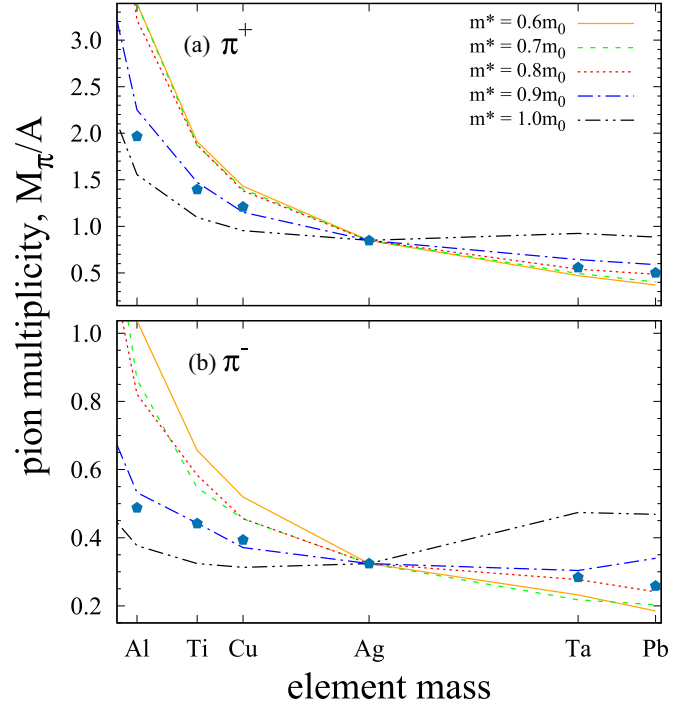 (a) π⁺
m* = 0.6m₀
m* = 0.7m₀
m* = 0.8m₀
m* = 0.9m₀
m* = 1.0m₀
3.0
2.5
2.0
1.5
1.0
0.5
pion multiplicity, M_π/A
(b) π⁻
1.0
0.8
0.6
0.4
0.2
Al Ti Cu Ag Ta Pb
element mass